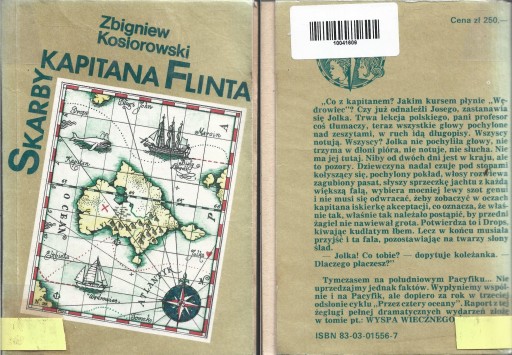 Zbigniew
Kosiorowski
SKARBY KAPITANA FLINTA
OCEAN
Cena zł 250,—
10041809
„Co z kapitanem? Jakim kursem płynie „Wę-
drowiec"? Czy już odnaleźli Josego, zastanawia
się Jolka. Trwa lekcja polskiego, pani profesor
coś tłumaczy, teraz wszystkie głowy pochylone
nad zeszytami, w ruch idą długopisy. Wszyscy
notują. Wszyscy? Jolka nie pochyliła głowy, nie
trzyma w dłoni pióra, nie notuje, nie słucha. Nie
ma jej tutaj. Niby od dwóch dni jest w kraju, ale
to pozory. Dziewczyna nadal czuje pod stopami
kołyszący się, pochylony pokład, włosy rozwiewa
zagubiony pasat, słyszy sprzeczkę jachtu z każdą
większą falą, wybiera mocniej lewy szot genui
i nie musi się odwracać, żeby zobaczyć w oczach
kapitana iskierkę akceptacji, co oznacza, że właś-
nie tak, właśnie tak należało postąpić, by przedni
żagiel nie nawiewał grota. Potwierdza to i Drops,
kiwając kudłatym łbem. Lecz w końcu musiała
przyjść i ta fala, pozostawiając na twarzy słony
ślad.
— Jolka! Co tobie? — dopytuje koleżanka. —
Dlaczego płaczesz?"
Tymczasem na południowym Pacyfiku... Nie
uprzedzajmy jednak faktów. Wypłyniemy wspól-
nie i na Pacyfik, ale dopiero za rok w trzeciej
odsłonie cyklu „Przez cztery oceany". Raport z tej
żeglugi pełnej dramatycznych wydarzeń złoży
w tomie pt.: WYSPA WIECZNEGO
ISBN 83-03-01556-7